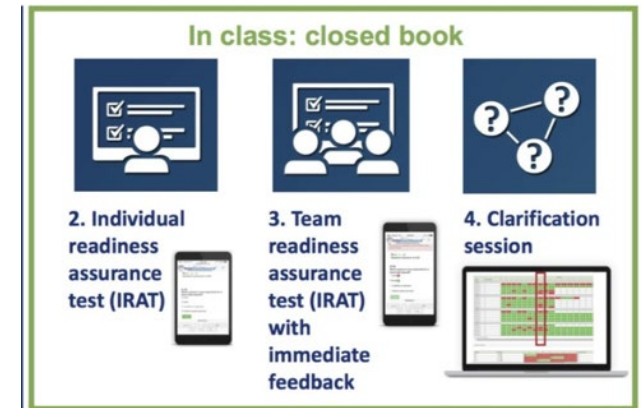 In class: closed book
? ? ?
2. Individual
readiness
assurance
test (IRAT)
3. Team
readiness
assurance
test (IRAT)
with
immediate
feedback
4. Clarification
session